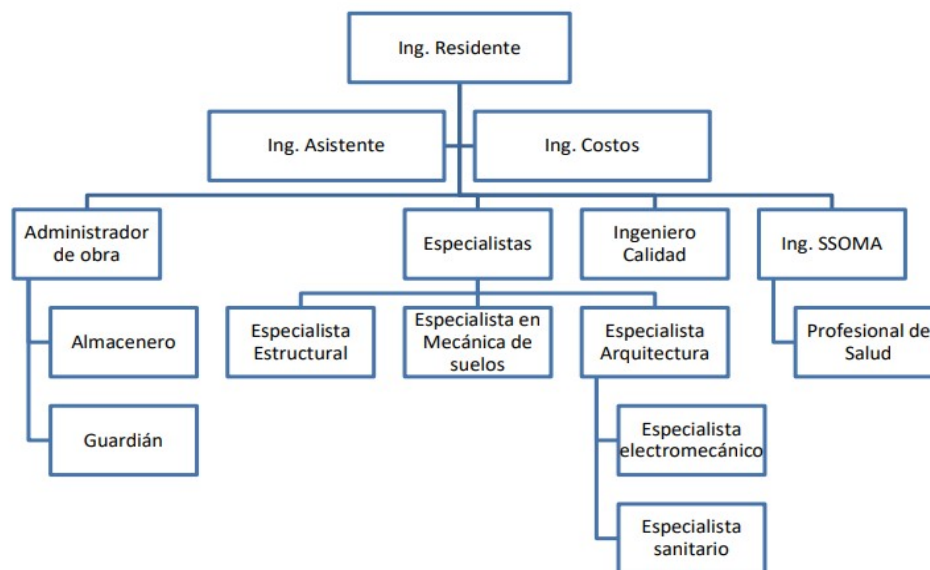 Ing. Residente
Ing. Asistente
Ing. Costos
Administrador
de obra
Especialistas
Ingeniero
Calidad
Ing. SSOMA
Almacenero
Guardián
Especialista
Estructural
Especialista en
Mecánica de
suelos
Especialista
Arquitectura
Especialista
electromecánico
Especialista
sanitario
Profesional de
Salud